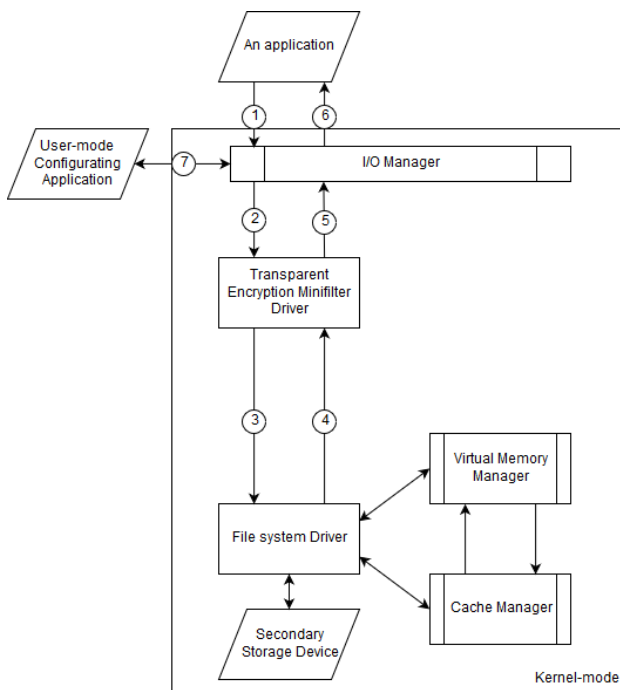 An application
1
6
User-mode
Configurating
Application
7
I/O Manager
2
5
Transparent
Encryption Minifilter
Driver
3
4
Virtual Memory
Manager
File system Driver
Cache Manager
Secondary
Storage Device
Kernel-mode